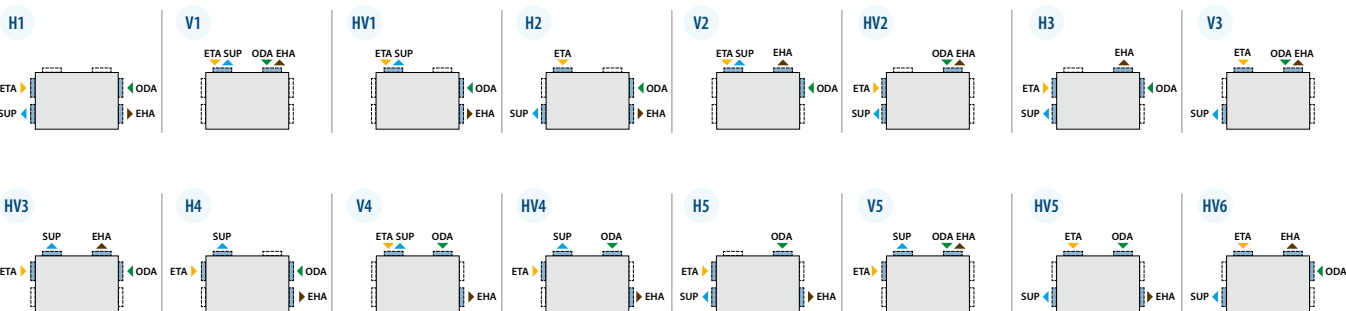 H1
ETA
ODA
SUP
EHA
V1
ETA SUP ODA EHA
HV1
ETA SUP
ODA
EHA
H2
ETA
ODA
SUP
EHA
V2
ETA SUP EHA
ODA
HV2
ODA EHA
ETA
SUP
H3
EHA
ETA
ODA
SUP
V3
ETA ODA EHA
SUP
HV3
SUP EHA
ETA
ODA
H4
SUP
ETA
ODA
EHA
V4
ETA SUP ODA
EHA
HV4
SUP ODA
ETA
EHA
H5
ODA
ETA
SUP
EHA
V5
SUP ODA EHA
ETA
HV5
ETA ODA
SUP
EHA
HV6
ETA EHA
ODA
SUP